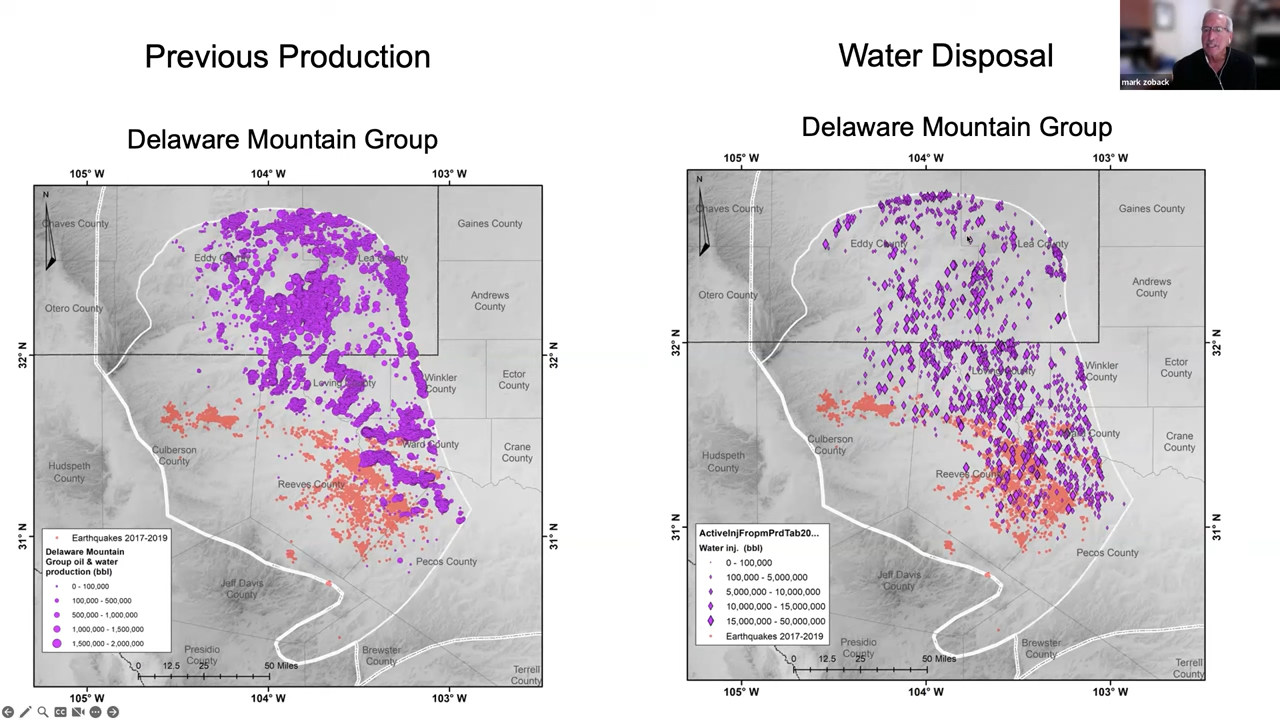 Previous Production
Delaware Mountain Group
105° W
104° W
103° W
N
Chaves County
Gaines County
Eddy County
Lea County
Otero County
Andrews
County
32° N
32° N
Loving County
Winkler
County
Ector
County
Ward County
Crane
County
Culberson
County
Hudspeth
County
Reeves County
31° N
31° N
Pecos County
Jeff Davis
County
Presidio
County
Brewster
County
Terrell
County
Earthquakes 2017-2019
Delaware Mountain
Group oil & water
production (bbl)
0 - 100,000
100,000 - 500,000
500,000 - 1,000,000
1,000,000 - 1,500,000
1,500,000 - 2,000,000
0 12.5 25 50 Miles
105° W
104° W
103° W
Water Disposal
Delaware Mountain Group
105° W
104° W
103° W
N
Chaves County
Gaines County
Eddy County
Lea County
Otero County
Andrews
County
32° N
32° N
Loving County
Winkler
County
Ector
County
Ward County
Crane
County
Culberson
County
Hudspeth
County
Reeves County
31° N
31° N
Pecos County
Jeff Davis
County
Presidio
County
Brewster
County
Terrell
County
ActiveInjFropmPrdTab20...
Water inj. (bbl)
0 - 100,000
100,000 - 5,000,000
5,000,000 - 10,000,000
10,000,000 - 15,000,000
15,000,000 - 50,000,000
Earthquakes 2017-2019
0 12.5 25 50 Miles
105° W
104° W
103° W
mark zoback
CC